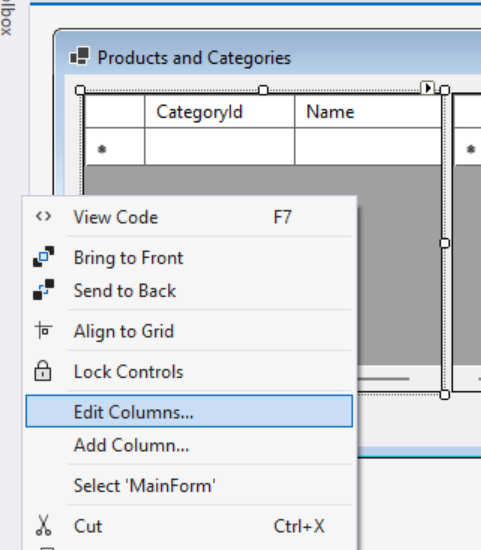 olbox
Products and Categories
CategoryId Name
View Code F7
Bring to Front
Send to Back
Align to Grid
Lock Controls
Edit Columns...
Add Column...
Select 'MainForm'
Cut Ctrl+X